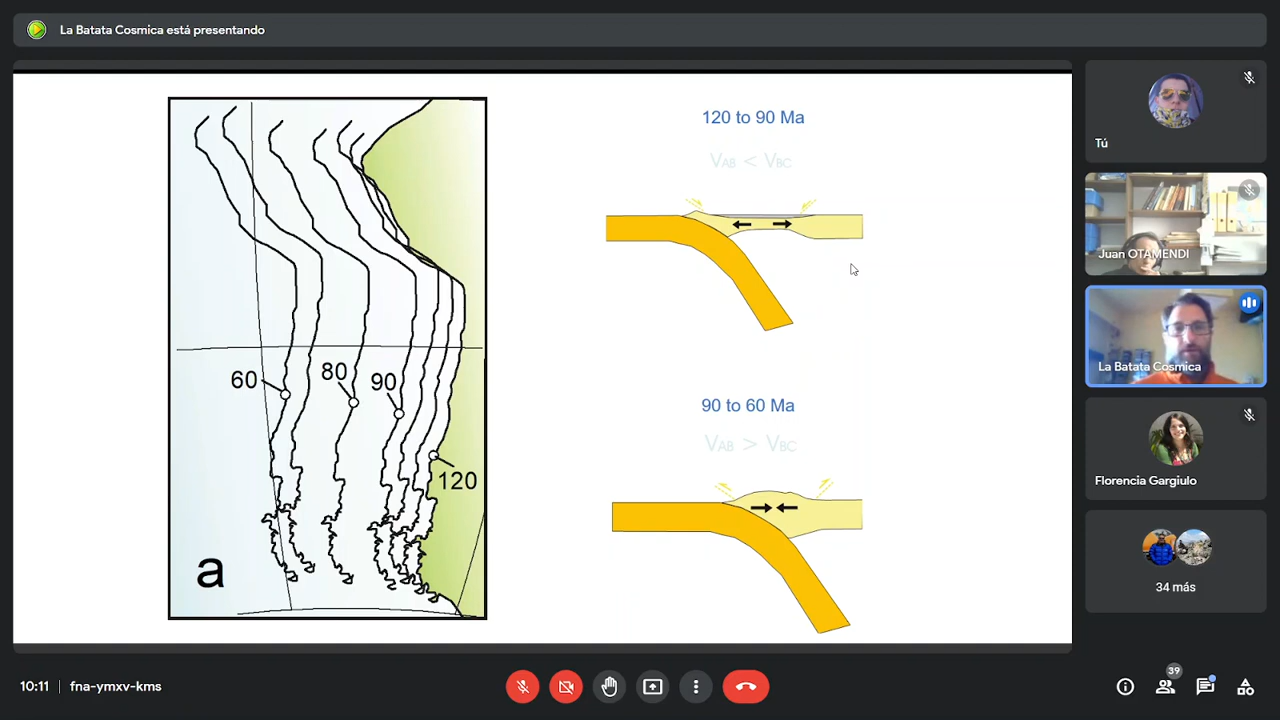 La Batata Cosmica está presentando
120 to 90 Ma
VAB < VBC
60
80
90
120
a
90 to 60 Ma
VAB > VBC
Tú
Juan OTAMENDI
La Batata Cosmica
Florencia Gargiulo
34 más
10:11 | fna-ymxv-kms
39